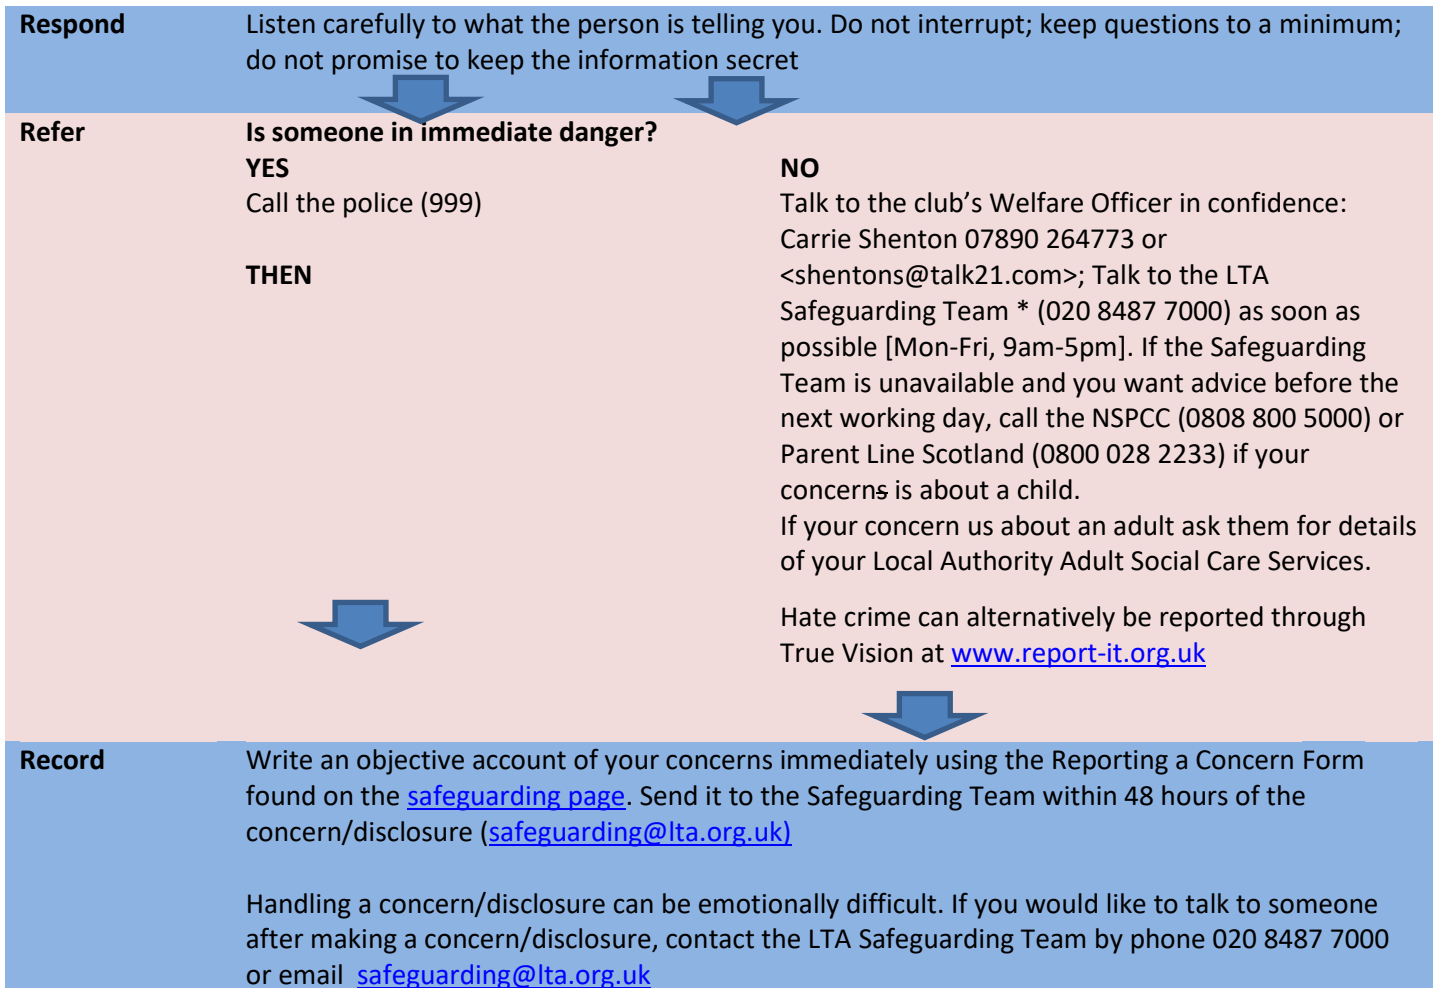 Respond
Listen carefully to what the person is telling you. Do not interrupt; keep questions to a minimum;
do not promise to keep the information secret
Refer
Is someone in immediate danger?
YES
Call the police (999)
THEN
NO
Talk to the club’s Welfare Officer in confidence:
Carrie Shenton 07890 264773 or
<shentons@talk21.com>; Talk to the LTA
Safeguarding Team * (020 8487 7000) as soon as
possible [Mon-Fri, 9am-5pm]. If the Safeguarding
Team is unavailable and you want advice before the
next working day, call the NSPCC (0808 800 5000) or
Parent Line Scotland (0800 028 2233) if your
concerns is about a child.
If your concern us about an adult ask them for details
of your Local Authority Adult Social Care Services.
Hate crime can alternatively be reported through
True Vision at www.report-it.org.uk
Record
Write an objective account of your concerns immediately using the Reporting a Concern Form
found on the safeguarding page. Send it to the Safeguarding Team within 48 hours of the
concern/disclosure (safeguarding@lta.org.uk)
Handling a concern/disclosure can be emotionally difficult. If you would like to talk to someone
after making a concern/disclosure, contact the LTA Safeguarding Team by phone 020 8487 7000
or email safeguarding@lta.org.uk